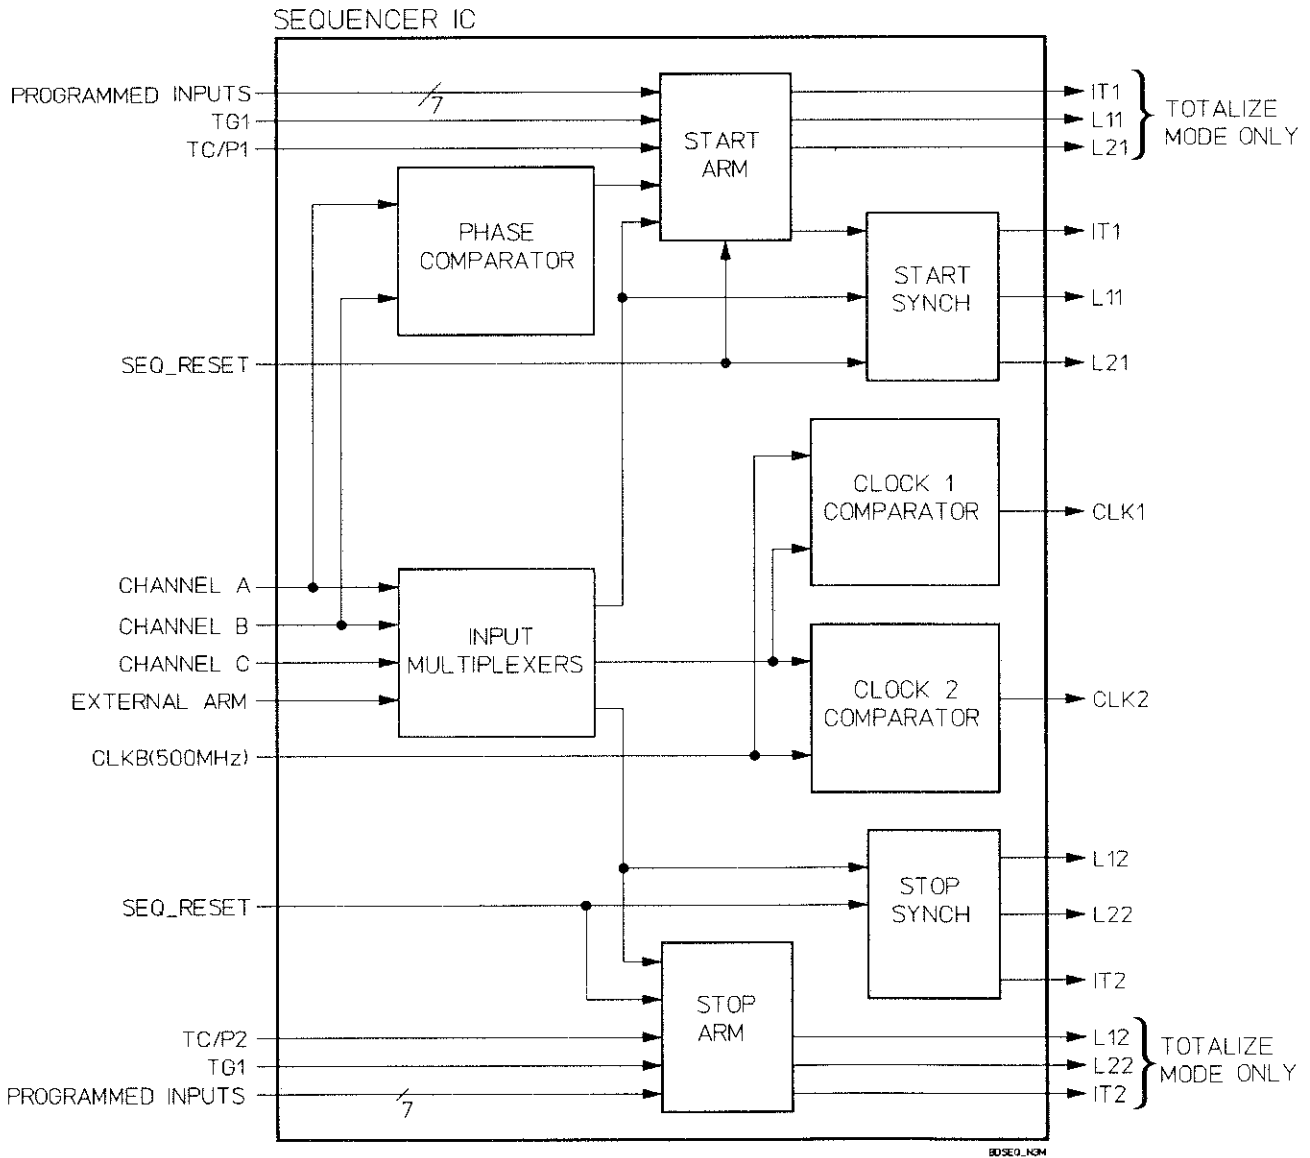 SEQUENCER IC
PROGRAMMED INPUTS
7
TG1
TC/P1
START
ARM
IT1
L11
L21
TOTALIZE
MODE ONLY
PHASE
COMPARATOR
START
SYNCH
IT1
L11
L21
SEQ_RESET
CLOCK 1
COMPARATOR
CLK1
CHANNEL A
CHANNEL B
CHANNEL C
EXTERNAL ARM
CLKB(500MHz)
INPUT
MULTIPLEXERS
CLOCK 2
COMPARATOR
CLK2
SEQ_RESET
STOP
SYNCH
L12
L22
IT2
STOP
ARM
TC/P2
TG1
PROGRAMMED INPUTS
7
L12
L22
IT2
TOTALIZE
MODE ONLY
BDSEQ_N3M